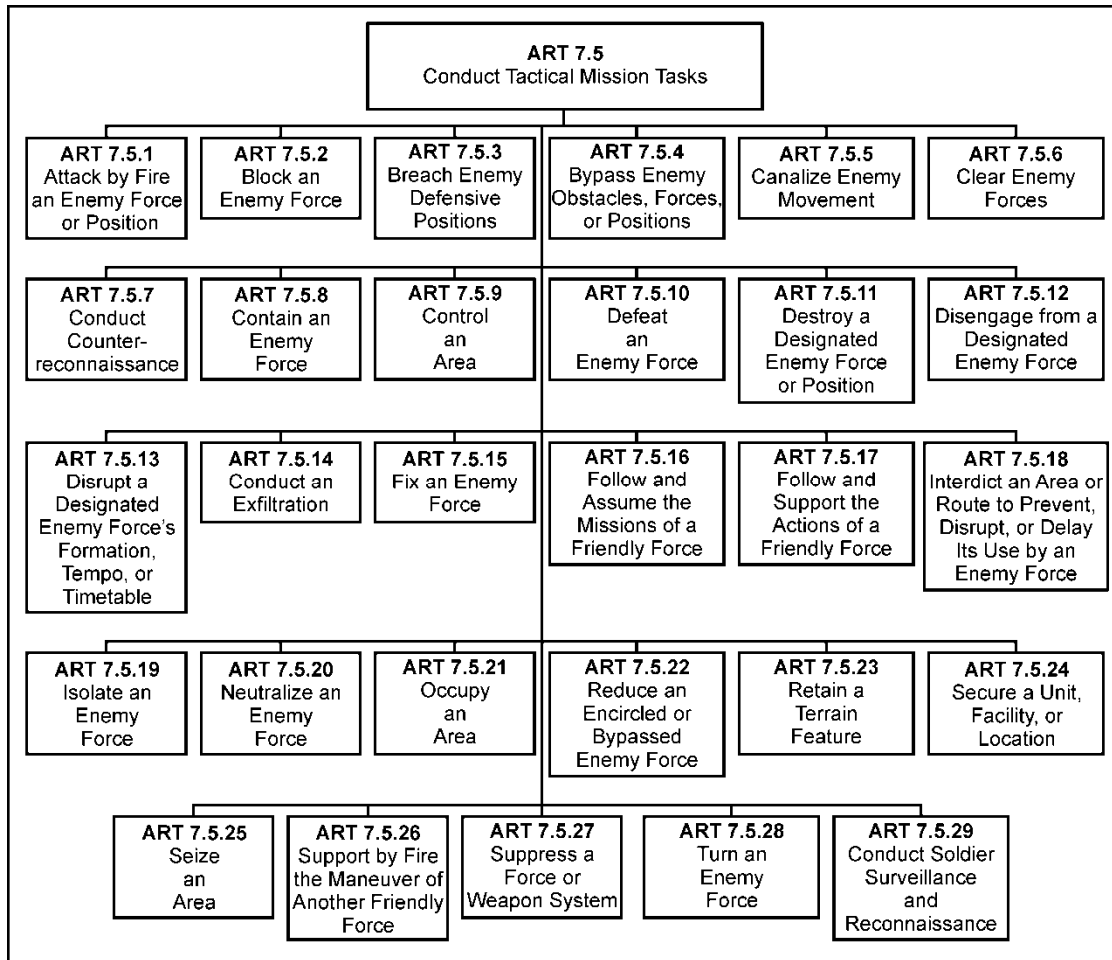 ART 7.5
Conduct Tactical Mission Tasks
ART 7.5.1
Attack by Fire
an Enemy Force
or Position
ART 7.5.2
Block an
Enemy Force
ART 7.5.3
Breach Enemy
Defensive
Positions
ART 7.5.4
Bypass Enemy
Obstacles, Forces,
or Positions
ART 7.5.5
Canalize Enemy
Movement
ART 7.5.6
Clear Enemy
Forces
ART 7.5.7
Conduct
Counter-
reconnaissance
ART 7.5.8
Contain an
Enemy
Force
ART 7.5.9
Control
an
Area
ART 7.5.10
Defeat
an
Enemy Force
ART 7.5.11
Destroy a
Designated
Enemy Force
or Position
ART 7.5.12
Disengage from a
Designated
Enemy Force
ART 7.5.13
Disrupt a
Designated
Enemy Force's
Formation,
Tempo, or
Timetable
ART 7.5.14
Conduct an
Exfiltration
ART 7.5.15
Fix an Enemy
Force
ART 7.5.16
Follow and
Assume the
Missions of a
Friendly Force
ART 7.5.17
Follow and
Support the
Actions of a
Friendly Force
ART 7.5.18
Interdict an Area or
Route to Prevent,
Disrupt, or Delay
Its Use by an
Enemy Force
ART 7.5.19
Isolate an
Enemy
Force
ART 7.5.20
Neutralize an
Enemy
Force
ART 7.5.21
Occupy
an
Area
ART 7.5.22
Reduce an
Encircled or
Bypassed
Enemy Force
ART 7.5.23
Retain a
Terrain
Feature
ART 7.5.24
Secure a Unit,
Facility, or
Location
ART 7.5.25
Seize
an
Area
ART 7.5.26
Support by Fire
the Maneuver of
Another Friendly
Force
ART 7.5.27
Suppress a
Force or
Weapon System
ART 7.5.28
Turn an
Enemy
Force
ART 7.5.29
Conduct Soldier
Surveillance
and
Reconnaissance